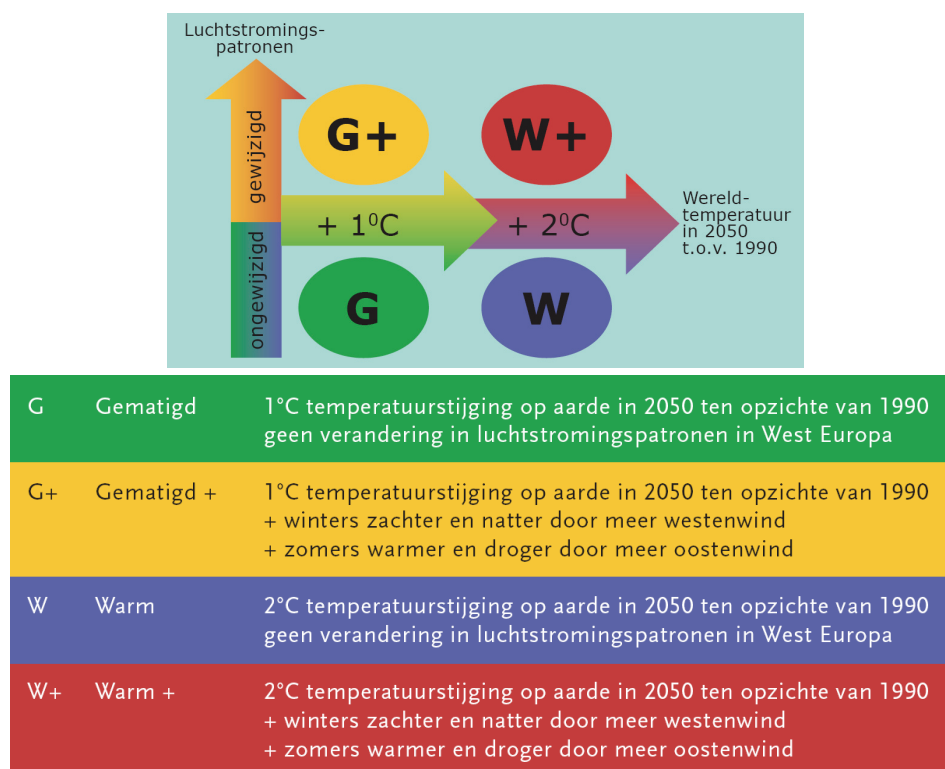 Luchtstromings-
patronen
gewijzigd
ongewijzigd
G+
W+
+ 1⁰C
+ 2⁰C
G
W
Wereld-
temperatuur
in 2050
t.o.v. 1990
G Gematigd 1°C temperatuurstijging op aarde in 2050 ten opzichte van 1990
geen verandering in luchtstromingspatronen in West Europa
G+ Gematigd + 1°C temperatuurstijging op aarde in 2050 ten opzichte van 1990
+ winters zachter en natter door meer westenwind
+ zomers warmer en droger door meer oostenwind
W Warm 2°C temperatuurstijging op aarde in 2050 ten opzichte van 1990
geen verandering in luchtstromingspatronen in West Europa
W+ Warm + 2°C temperatuurstijging op aarde in 2050 ten opzichte van 1990
+ winters zachter en natter door meer westenwind
+ zomers warmer en droger door meer oostenwind